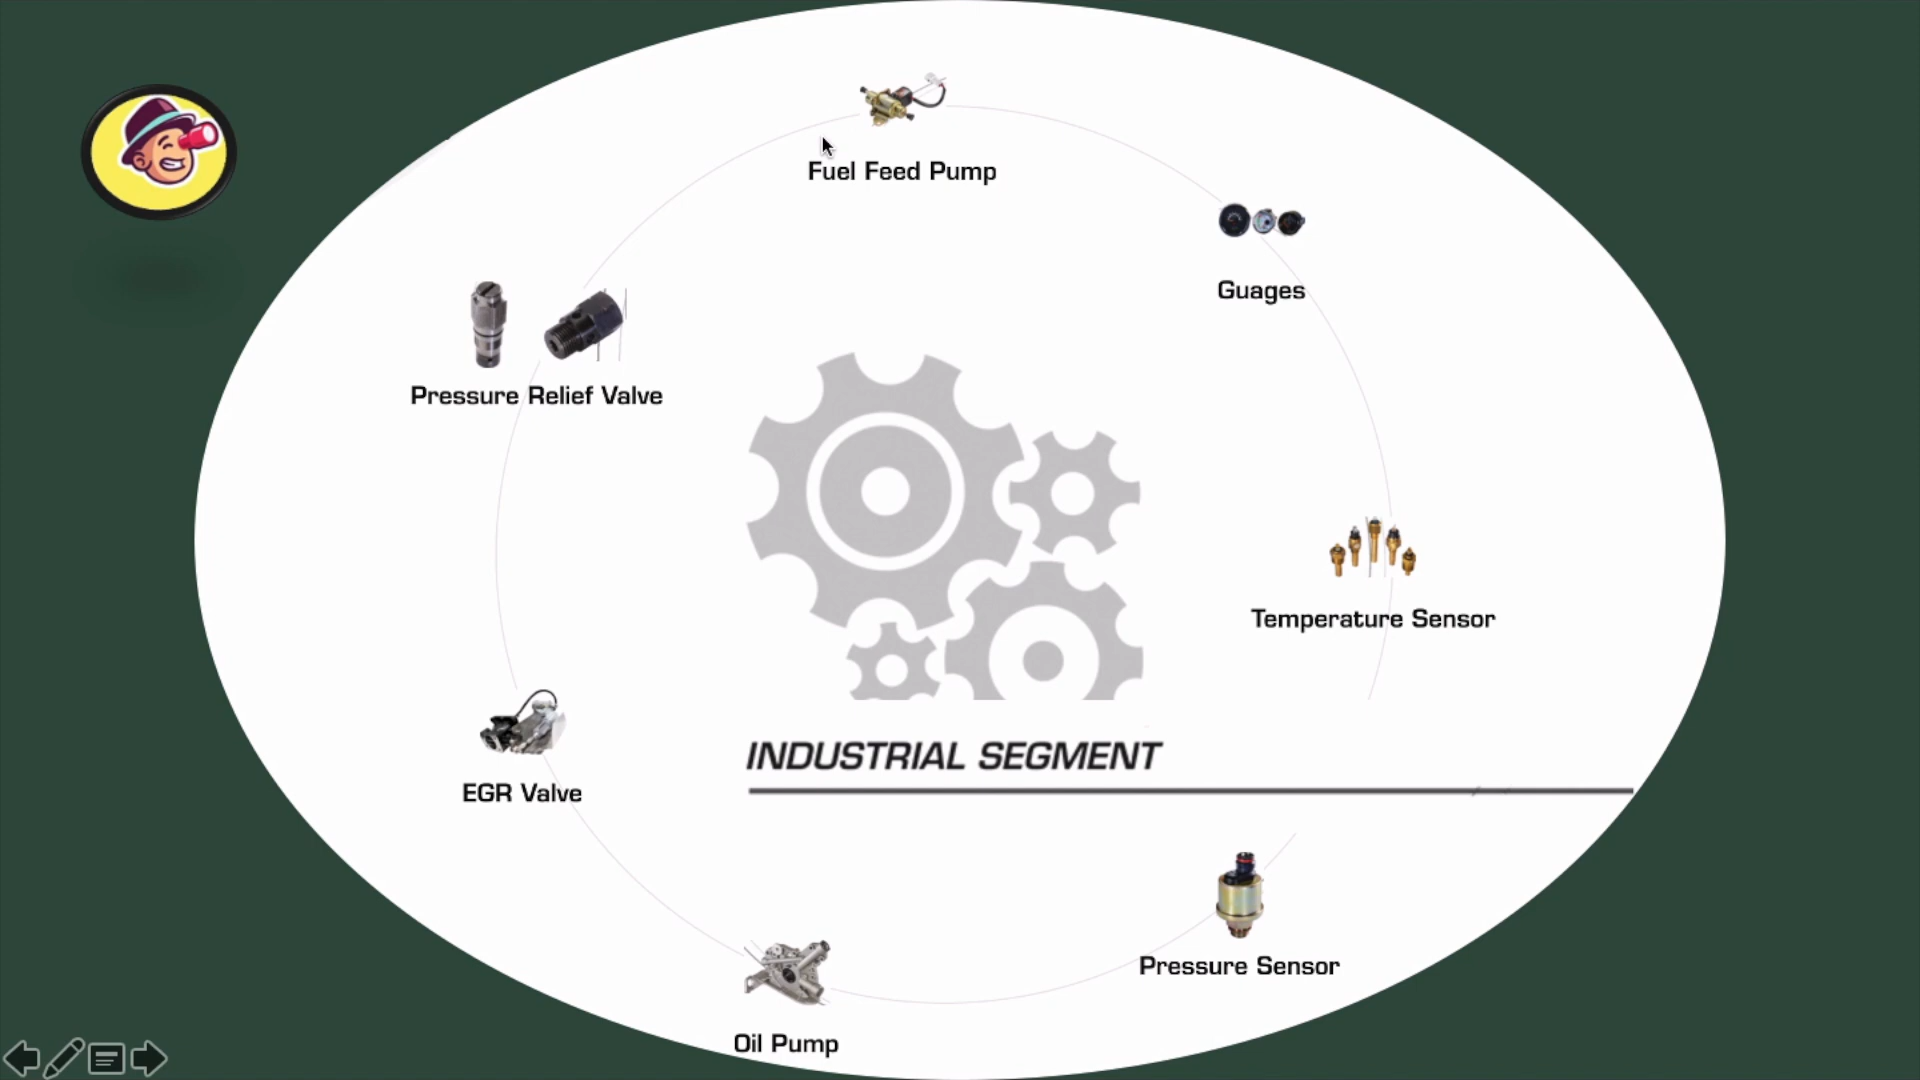 Fuel Feed Pump
Guages
Pressure Relief Valve
Temperature Sensor
INDUSTRIAL SEGMENT
EGR Valve
Pressure Sensor
Oil Pump